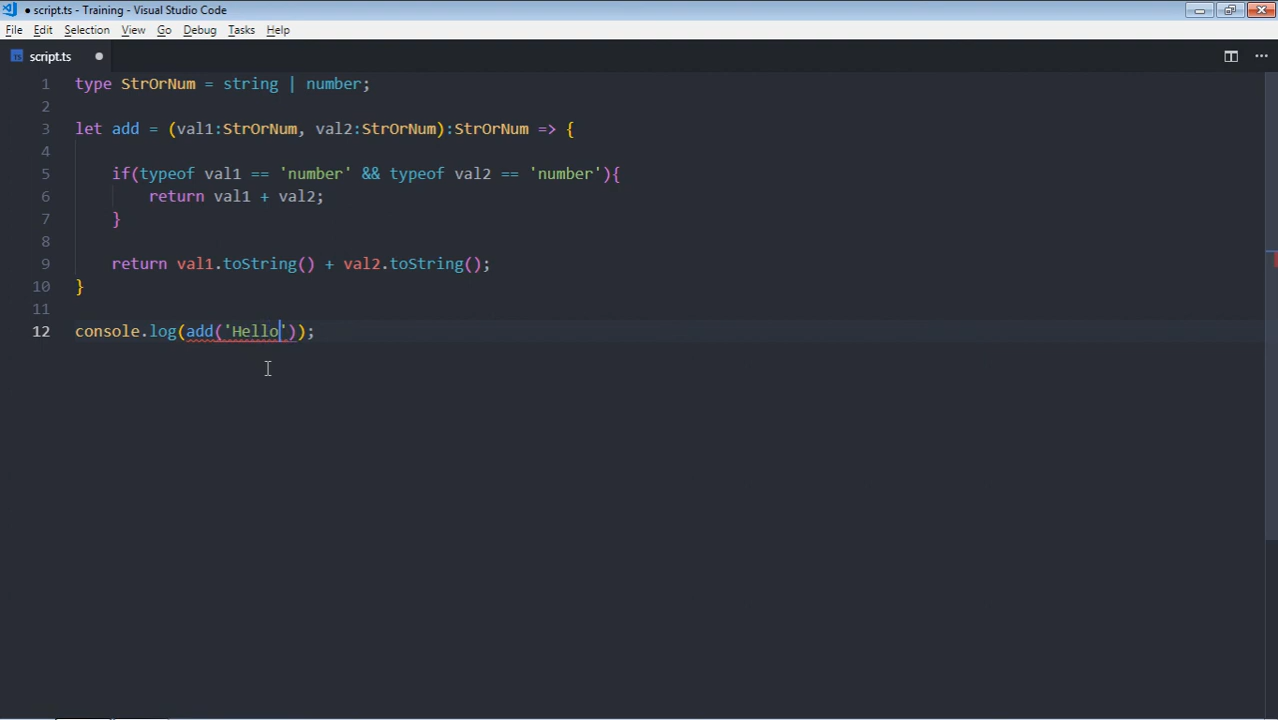 ● script.ts - Training - Visual Studio Code
File Edit Selection View Go Debug Tasks Help
TS script.ts ●
1 type StrOrNum = string | number;
2
3 let add = (val1:StrOrNum, val2:StrOrNum):StrOrNum => {
4
5 if(typeof val1 == 'number' && typeof val2 == 'number'){
6 return val1 + val2;
7 }
8
9 return val1.toString() + val2.toString();
10 }
11
12 console.log(add('Hello'));